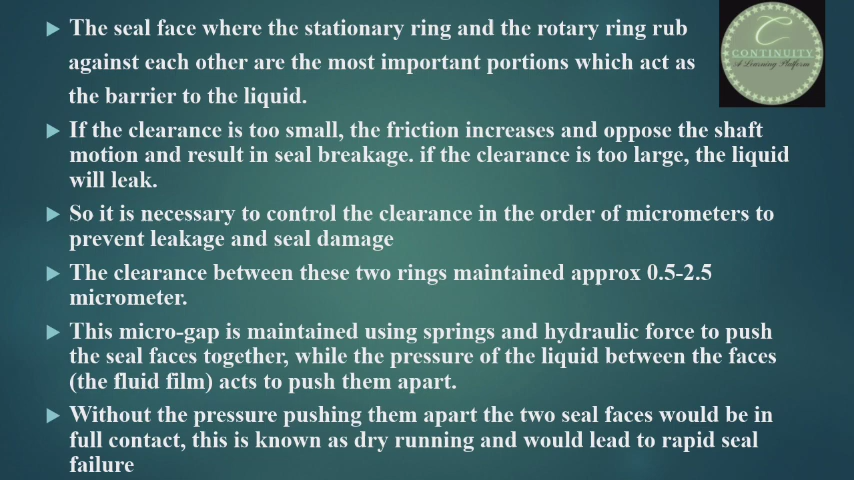 The seal face where the stationary ring and the rotary ring rub
against each other are the most important portions which act as
the barrier to the liquid.
If the clearance is too small, the friction increases and oppose the shaft
motion and result in seal breakage. if the clearance is too large, the liquid
will leak.
So it is necessary to control the clearance in the order of micrometers to
prevent leakage and seal damage
The clearance between these two rings maintained approx 0.5-2.5
micrometer.
This micro-gap is maintained using springs and hydraulic force to push
the seal faces together, while the pressure of the liquid between the faces
(the fluid film) acts to push them apart.
Without the pressure pushing them apart the two seal faces would be in
full contact, this is known as dry running and would lead to rapid seal
failure
C
CONTINUITY
A Learning Platform